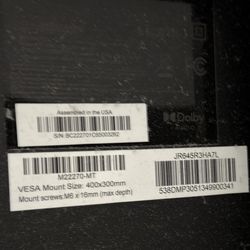 Assembled in the USA
S/N:BC222701C65003282
Dolby
M22270-MT
VESA Mount Size: 400x300mm
Mount screws:M6 x 16mm (max depth)
JR645R3HA7L
538DMP3051349900341